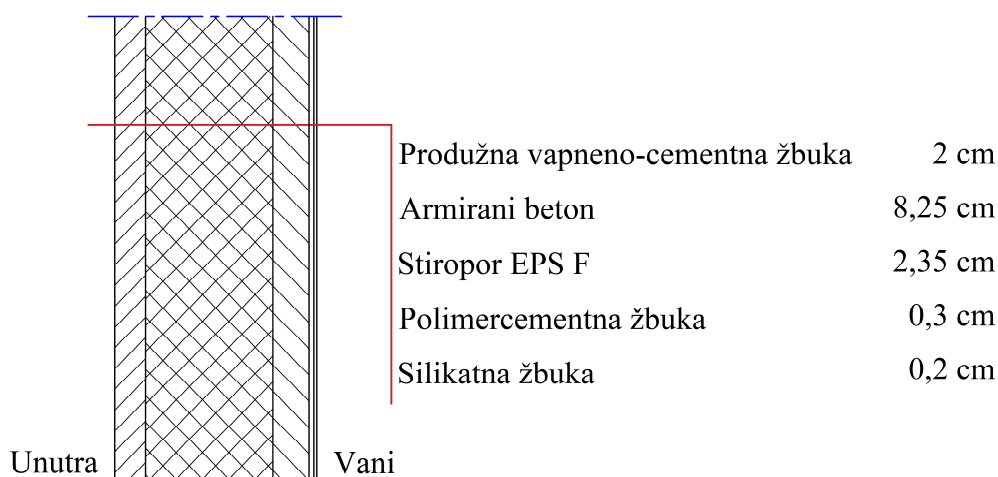 Produžna vapneno-cementna žbuka 2 cm
Armirani beton 8,25 cm
Stiropor EPS F 2,35 cm
Polimercementna žbuka 0,3 cm
Silikatna žbuka 0,2 cm
Unutra Vani